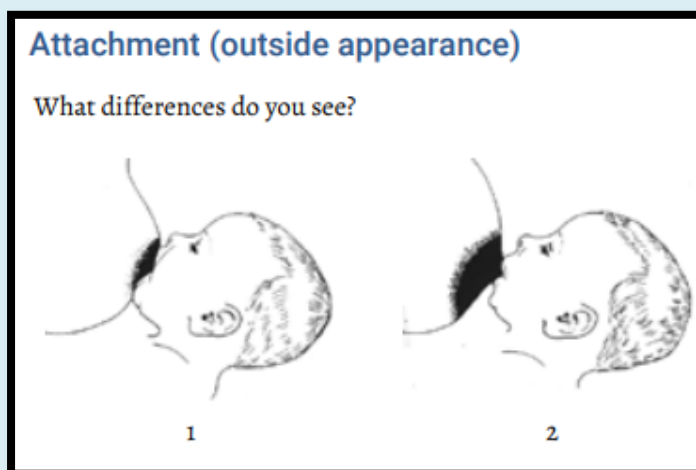 Attachment (outside appearance)
What differences do you see?
1
2